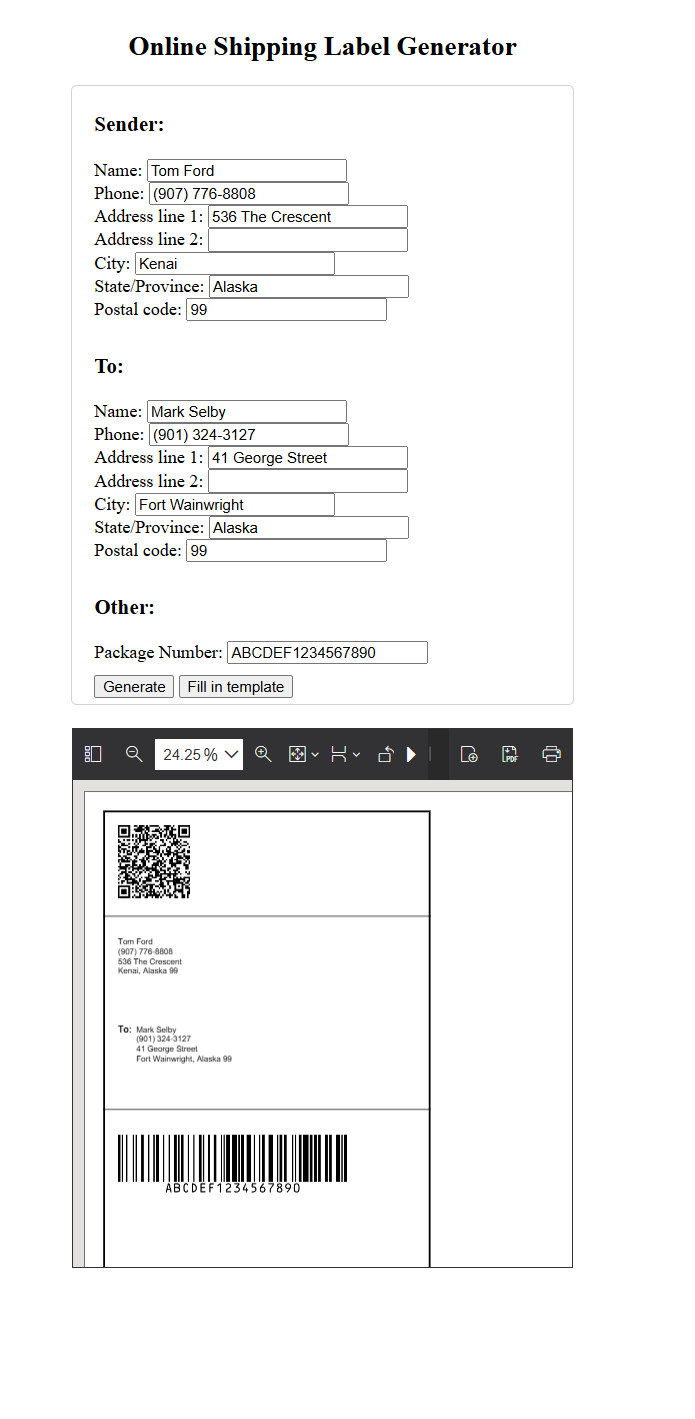 Online Shipping Label Generator
Sender:
Name: Tom Ford
Phone: (907) 776-8808
Address line 1: 536 The Crescent
Address line 2:
City: Kenai
State/Province: Alaska
Postal code: 99
To:
Name: Mark Selby
Phone: (901) 324-3127
Address line 1: 41 George Street
Address line 2:
City: Fort Wainwright
State/Province: Alaska
Postal code: 99
Other:
Package Number: ABCDEF1234567890
Generate Fill in template
24.25 % PDF
Tom Ford
(907) 776-8808
536 The Crescent
Kenai, Alaska 99
To: Mark Selby
(901) 324-3127
41 George Street
Fort Wainwright, Alaska 99
ABCDEF1234567890